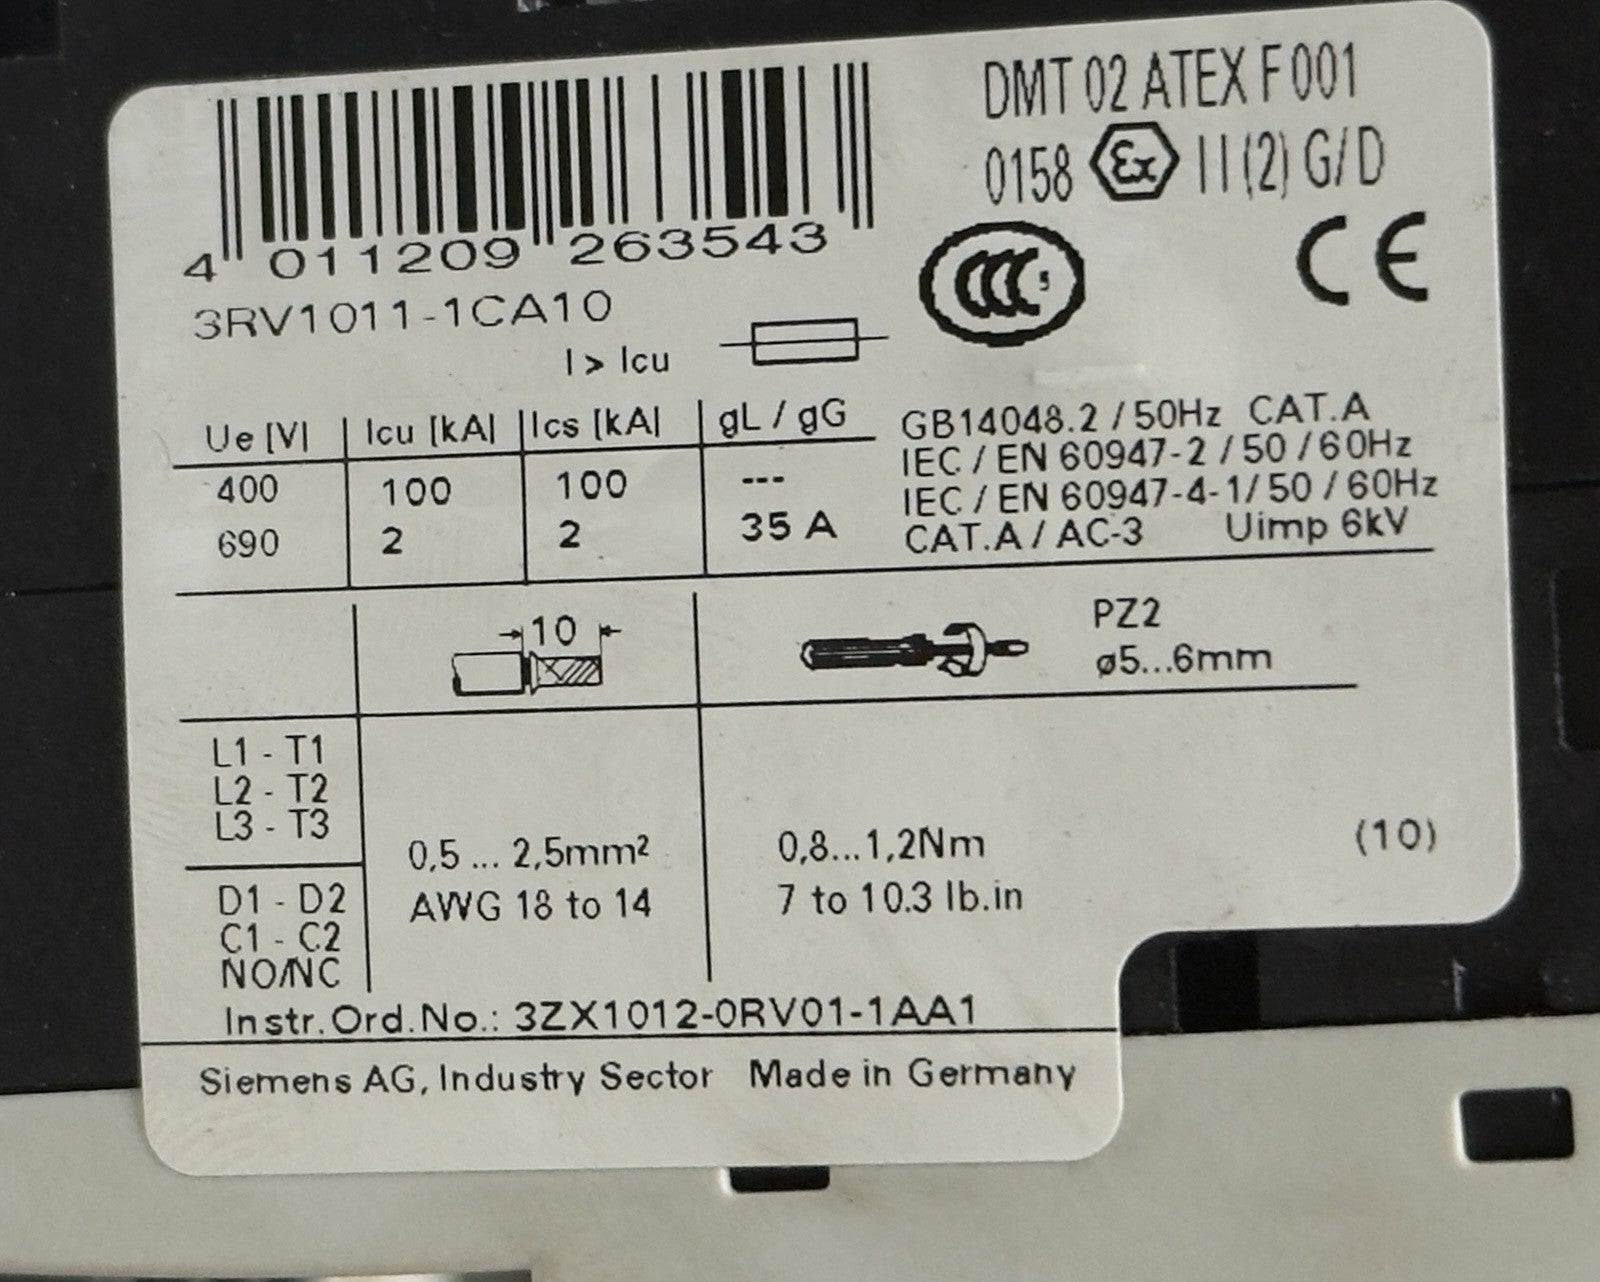 DMT 02 ATEX F 001
0158 Ex II (2) G/D
4 011209 263543
CCC S
CE
3RV1011-1CA10
I > Icu
Ue [V] Icu [kA] Ics [kA] gL / gG
400 100 100 ---
690 2 2 35 A
GB14048.2 / 50Hz CAT.A
IEC / EN 60947-2 / 50 / 60Hz
IEC / EN 60947-4-1/ 50 / 60Hz
CAT.A / AC-3 Uimp 6kV
10
PZ2
ø5...6mm
L1 - T1
L2 - T2
L3 - T3
D1 - D2
C1 - C2
NO/NC
0,5 ... 2,5mm²
AWG 18 to 14
0,8...1,2Nm
7 to 10.3 lb.in
(10)
Instr.Ord.No.: 3ZX1012-0RV01-1AA1
Siemens AG, Industry Sector Made in Germany